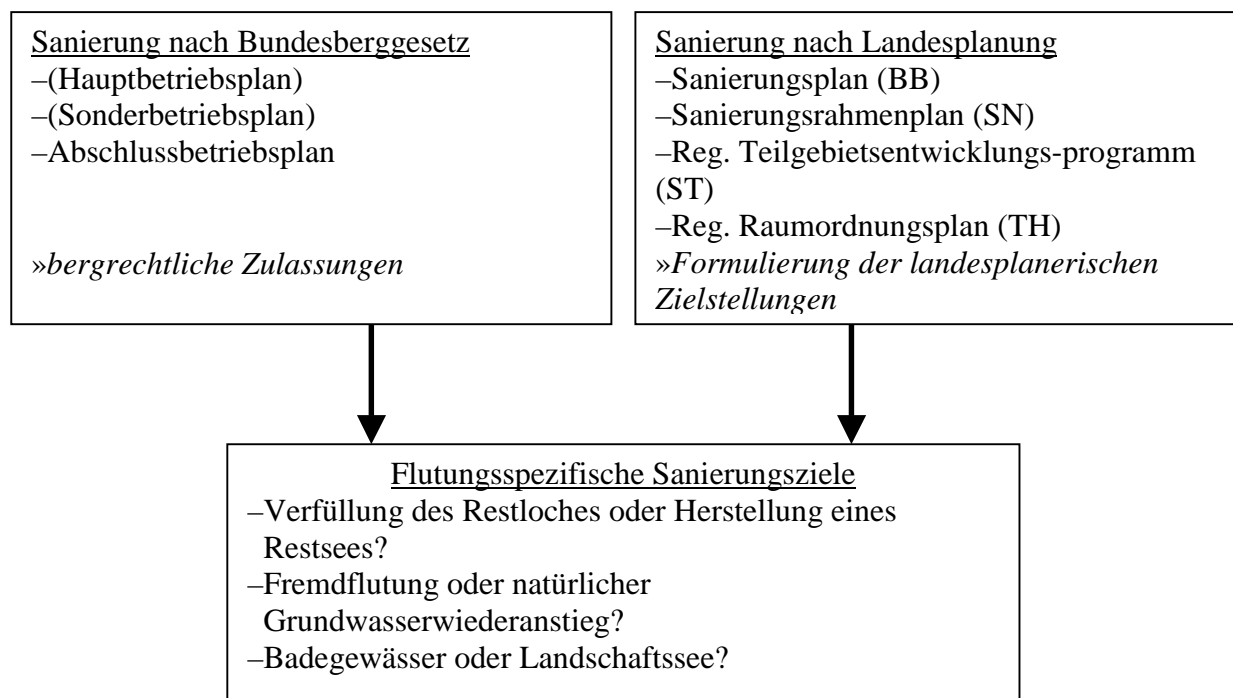 Sanierung nach Bundesberggesetz
–(Hauptbetriebsplan)
–(Sonderbetriebsplan)
–Abschlussbetriebsplan
»bergrechtliche Zulassungen
Sanierung nach Landesplanung
–Sanierungsplan (BB)
–Sanierungsrahmenplan (SN)
–Reg. Teilgebietsentwicklungs-programm
(ST)
–Reg. Raumordnungsplan (TH)
»Formulierung der landesplanerischen
Zielstellungen
Flutungsspezifische Sanierungsziele
–Verfüllung des Restloches oder Herstellung eines
Restsees?
–Fremdflutung oder natürlicher
Grundwasserwiederanstieg?
–Badegewässer oder Landschaftssee?